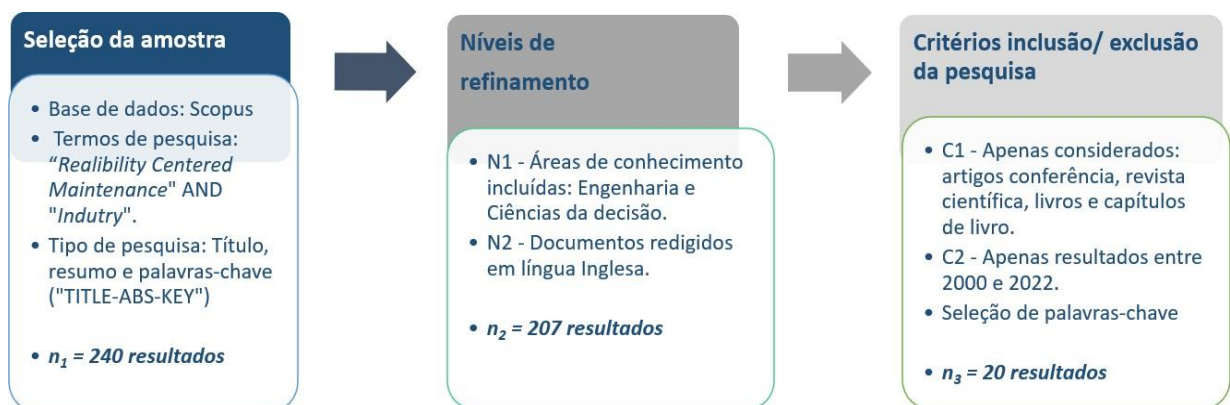 Seleção da amostra
• Base de dados: Scopus
• Termos de pesquisa:
"Realibility Centered
Maintenance" AND
"Indutry".
• Tipo de pesquisa: Título,
resumo e palavras-chave
("TITLE-ABS-KEY")
• n₁ = 240 resultados
Níveis de
refinamento
• N1 - Áreas de conhecimento
incluídas: Engenharia e
Ciências da decisão.
• N2 - Documentos redigidos
em língua Inglesa.
• n₂ = 207 resultados
Critérios inclusão/ exclusão
da pesquisa
• C1 - Apenas considerados:
artigos conferência, revista
científica, livros e capítulos
de livro.
• C2 - Apenas resultados entre
2000 e 2022.
• Seleção de palavras-chave
• n₃ = 20 resultados